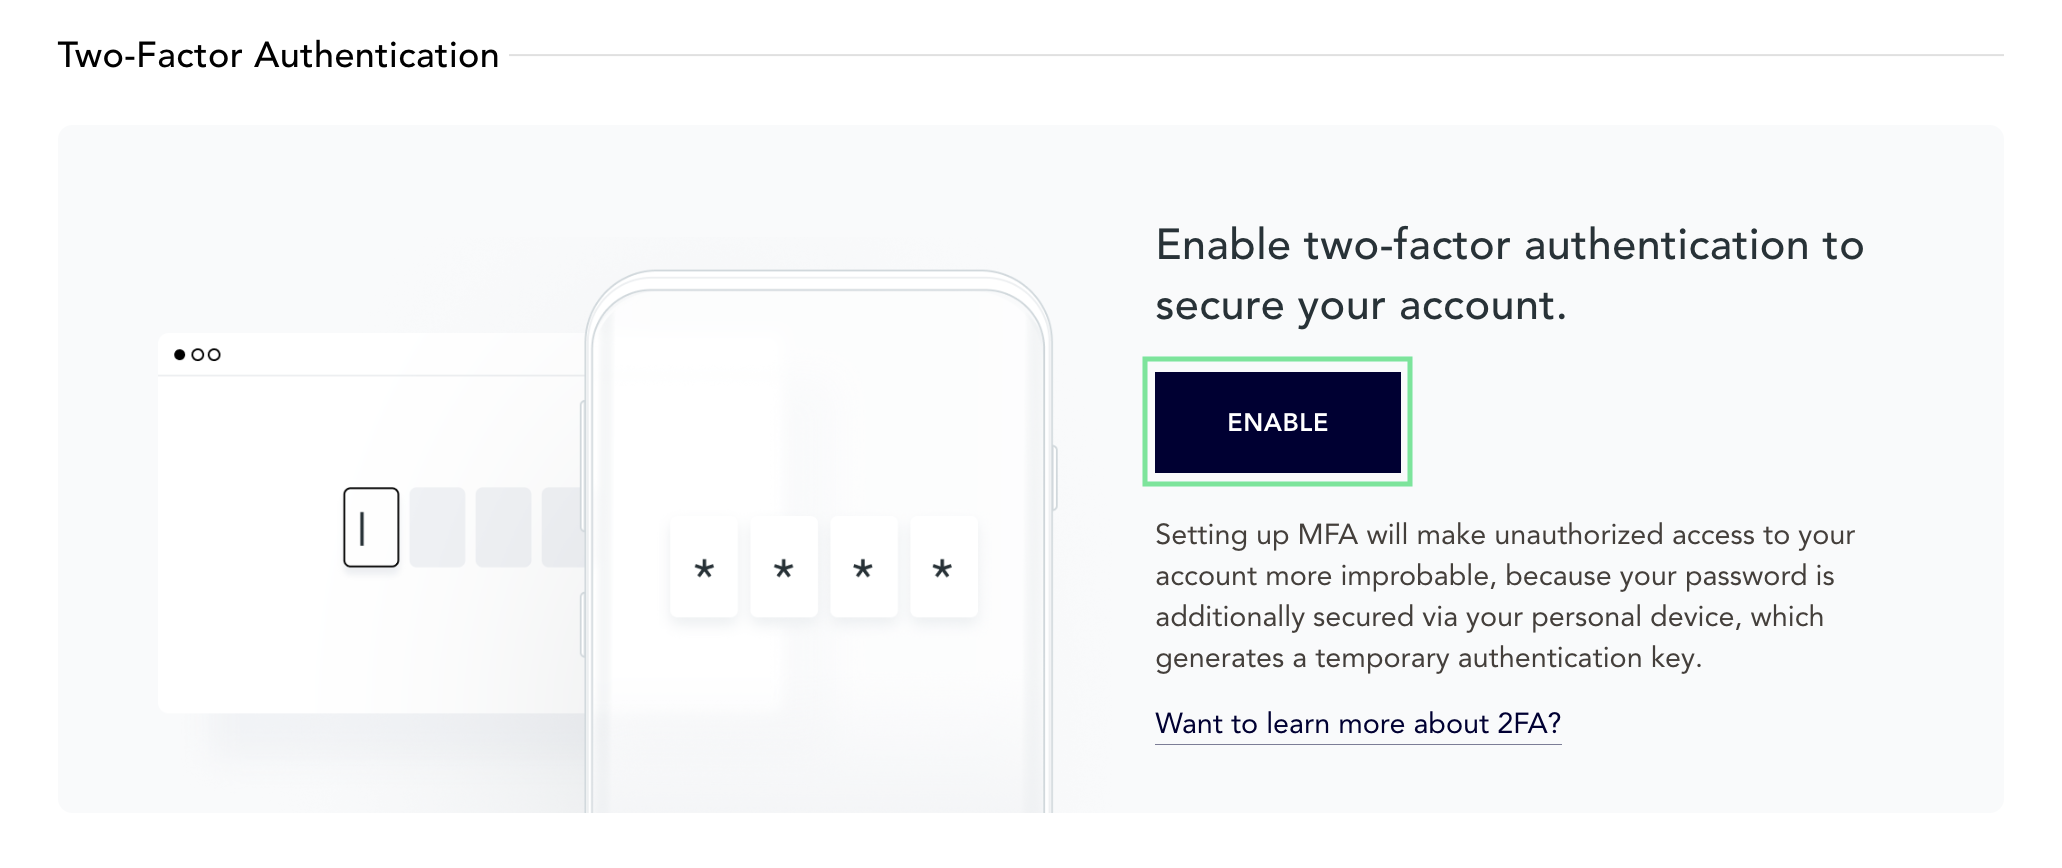 Two-Factor Authentication
Enable two-factor authentication to
secure your account.
ENABLE
* * * *
Setting up MFA will make unauthorized access to your
account more improbable, because your password is
additionally secured via your personal device, which
generates a temporary authentication key.
Want to learn more about 2FA?